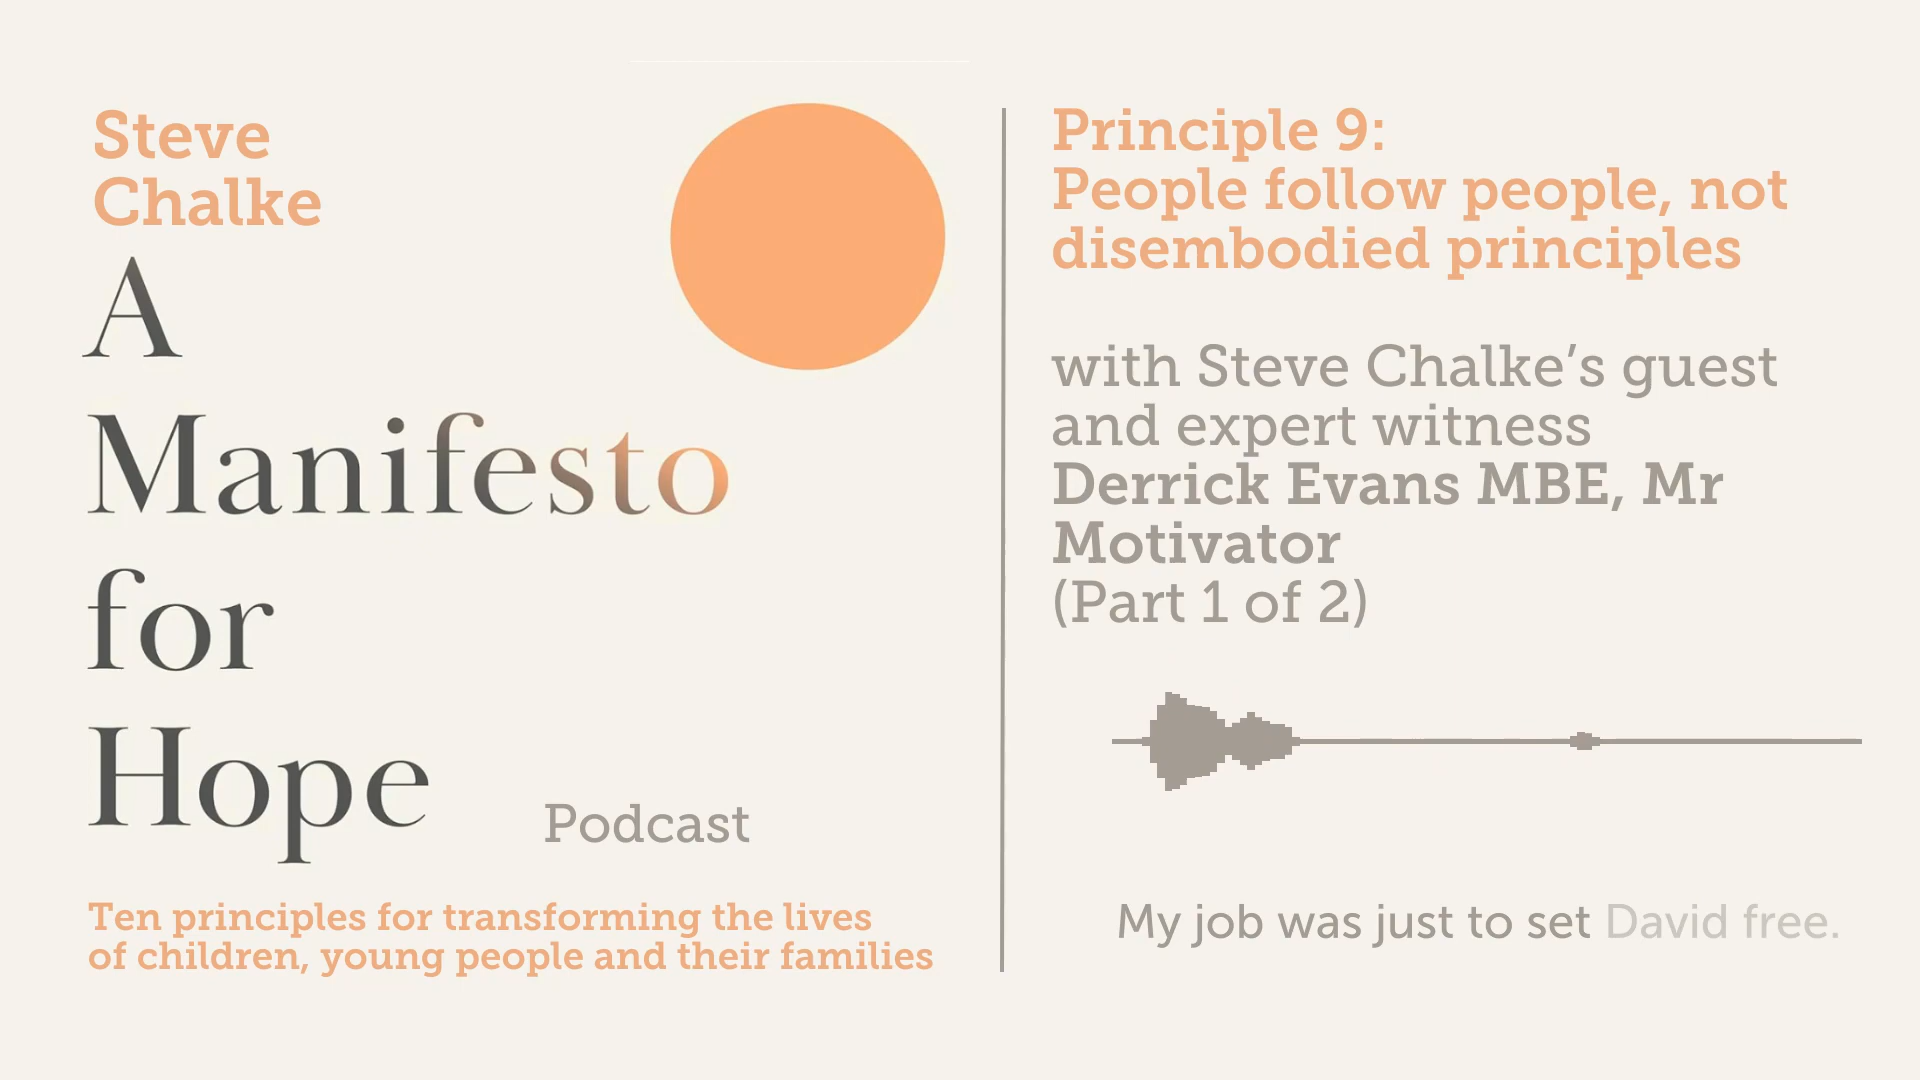 Steve
Chalke
A
Manifesto
for
Hope
Podcast
Ten principles for transforming the lives
of children, young people and their families
Principle 9:
People follow people, not
disembodied principles
with Steve Chalke’s guest
and expert witness
Derrick Evans MBE, Mr
Motivator
(Part 1 of 2)
My job was just to set David free.